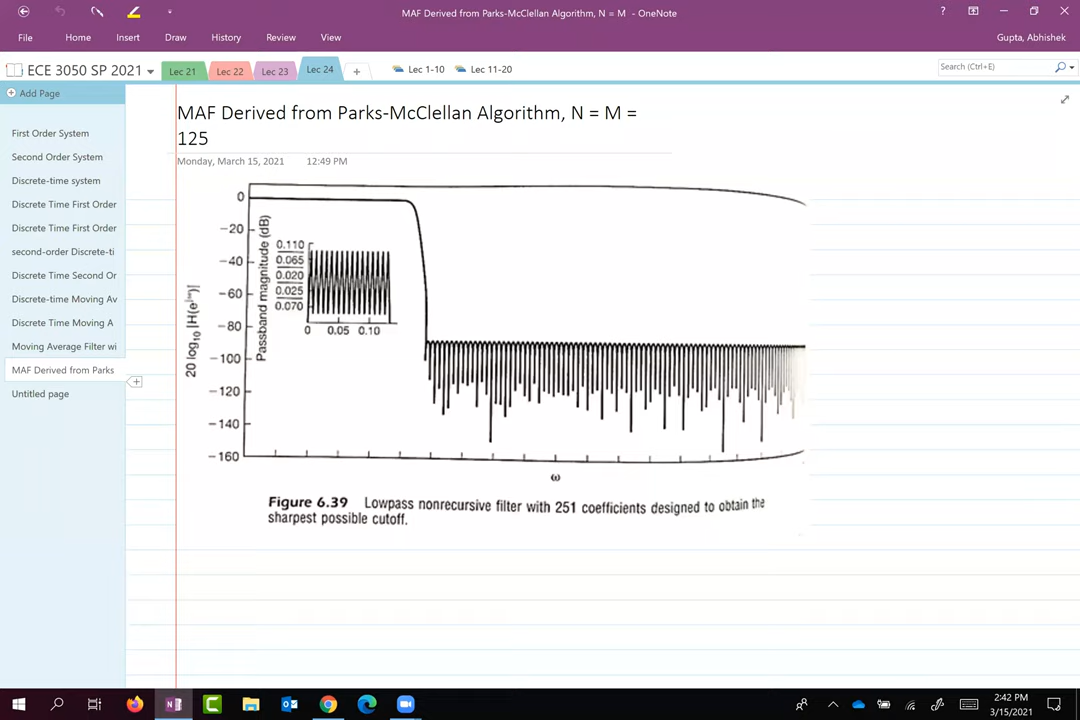 MAF Derived from Parks-McClellan Algorithm, N = M - OneNote
?
File
Home
Insert
Draw
History
Review
View
Gupta, Abhishek
ECE 3050 SP 2021
Lec 21
Lec 22
Lec 23
Lec 24
+
Lec 1-10
Lec 11-20
Search (Ctrl+E)
Add Page
First Order System
Second Order System
Discrete-time system
Discrete Time First Order
Discrete Time First Order
second-order Discrete-ti
Discrete Time Second Or
Discrete-time Moving Av
Discrete Time Moving A
Moving Average Filter wi
MAF Derived from Parks
Untitled page
MAF Derived from Parks-McClellan Algorithm, N = M =
125
Monday, March 15, 2021 12:49 PM
20 log₁₀ |H(e^{jω})|
0
−20
−40
−60
−80
−100
−120
−140
−160
Passband magnitude (dB)
0.110
0.065
0.020
0.025
0.070
0 0.05 0.10
ω
Figure 6.39 Lowpass nonrecursive filter with 251 coefficients designed to obtain the
sharpest possible cutoff.
2:42 PM
3/15/2021